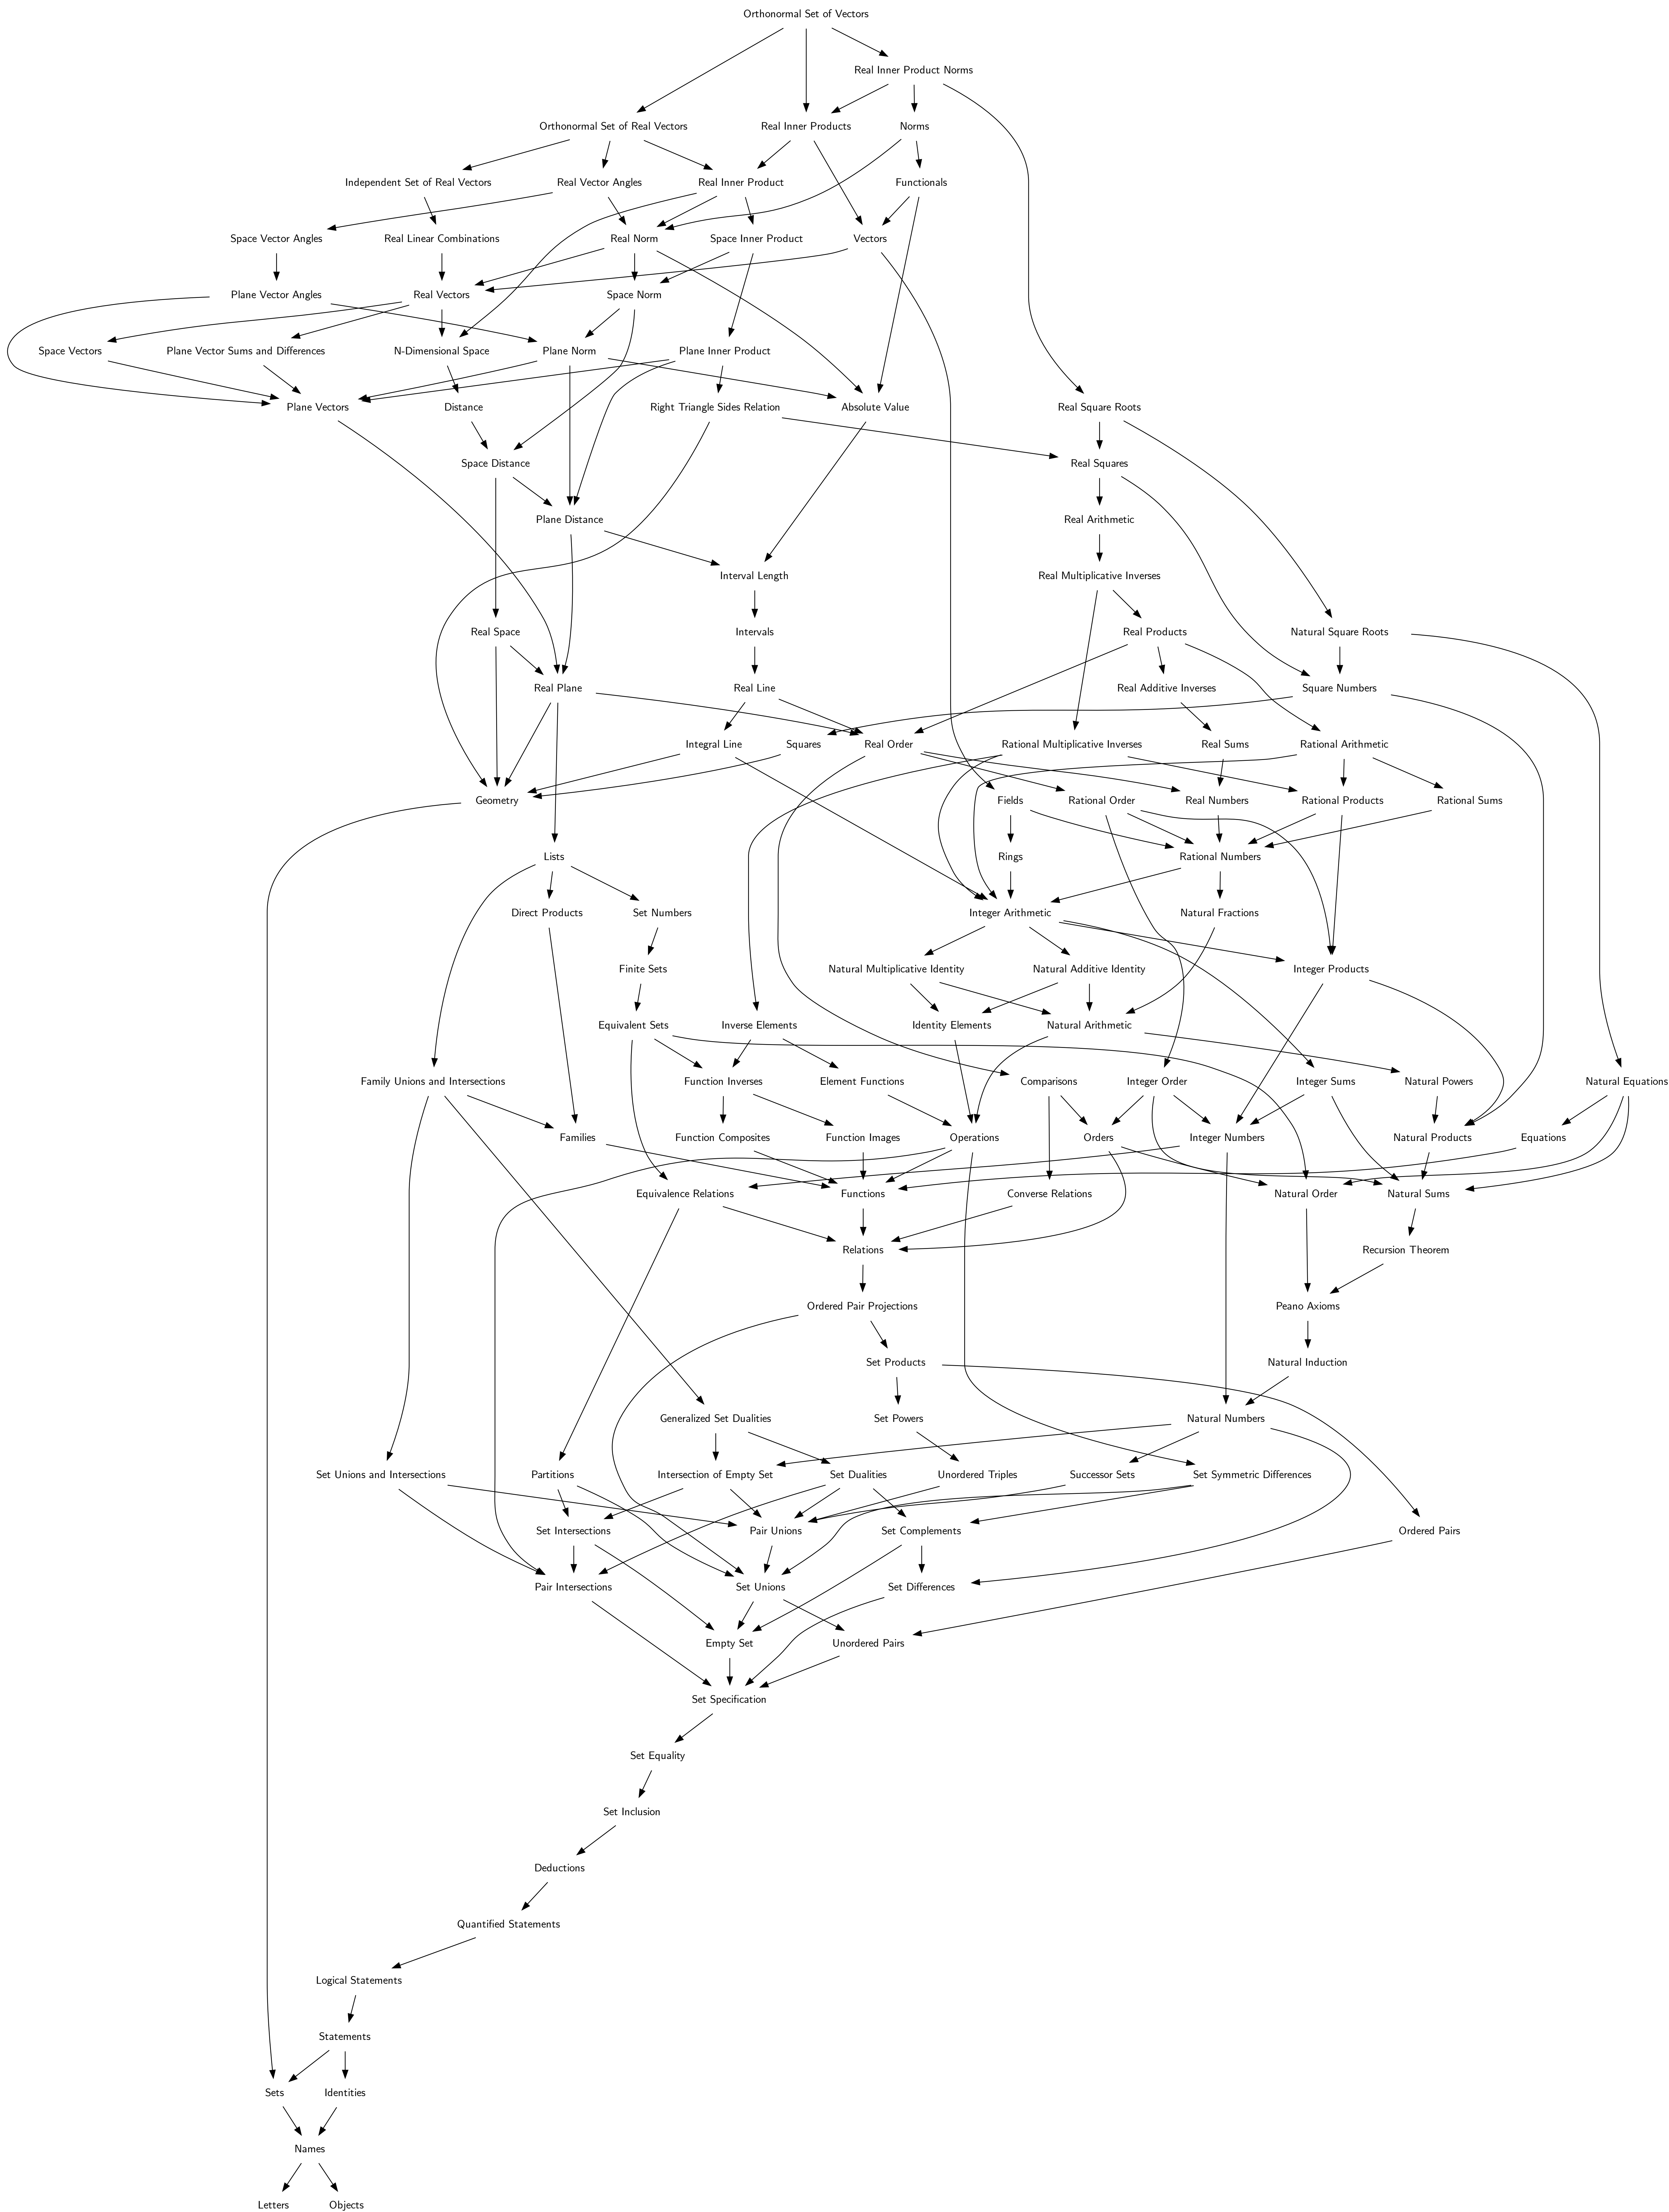 Orthonormal Set of Vectors
Real Inner Product Norms
Orthonormal Set of Real Vectors
Real Inner Products
Norms
Independent Set of Real Vectors
Real Vector Angles
Real Inner Product
Functionals
Space Vector Angles
Real Linear Combinations
Real Norm
Space Inner Product
Vectors
Plane Vector Angles
Real Vectors
Space Norm
Space Vectors
Plane Vector Sums and Differences
N-Dimensional Space
Plane Norm
Plane Inner Product
Plane Vectors
Distance
Right Triangle Sides Relation
Absolute Value
Real Square Roots
Space Distance
Real Squares
Plane Distance
Real Arithmetic
Interval Length
Real Multiplicative Inverses
Real Space
Intervals
Real Products
Natural Square Roots
Real Plane
Real Line
Real Additive Inverses
Square Numbers
Integral Line
Squares
Real Order
Rational Multiplicative Inverses
Real Sums
Rational Arithmetic
Geometry
Fields
Rational Order
Real Numbers
Rational Products
Rational Sums
Lists
Rings
Rational Numbers
Direct Products
Set Numbers
Integer Arithmetic
Natural Fractions
Finite Sets
Natural Multiplicative Identity
Natural Additive Identity
Integer Products
Equivalent Sets
Inverse Elements
Identity Elements
Natural Arithmetic
Family Unions and Intersections
Function Inverses
Element Functions
Comparisons
Integer Order
Integer Sums
Natural Powers
Natural Equations
Families
Function Composites
Function Images
Operations
Orders
Integer Numbers
Natural Products
Equations
Equivalence Relations
Functions
Converse Relations
Natural Order
Natural Sums
Relations
Recursion Theorem
Ordered Pair Projections
Peano Axioms
Set Products
Natural Induction
Generalized Set Dualities
Set Powers
Natural Numbers
Set Unions and Intersections
Partitions
Intersection of Empty Set
Set Dualities
Unordered Triples
Successor Sets
Set Symmetric Differences
Set Intersections
Pair Unions
Set Complements
Ordered Pairs
Pair Intersections
Set Unions
Set Differences
Empty Set
Unordered Pairs
Set Specification
Set Equality
Set Inclusion
Deductions
Quantified Statements
Logical Statements
Statements
Sets
Identities
Names
Letters
Objects